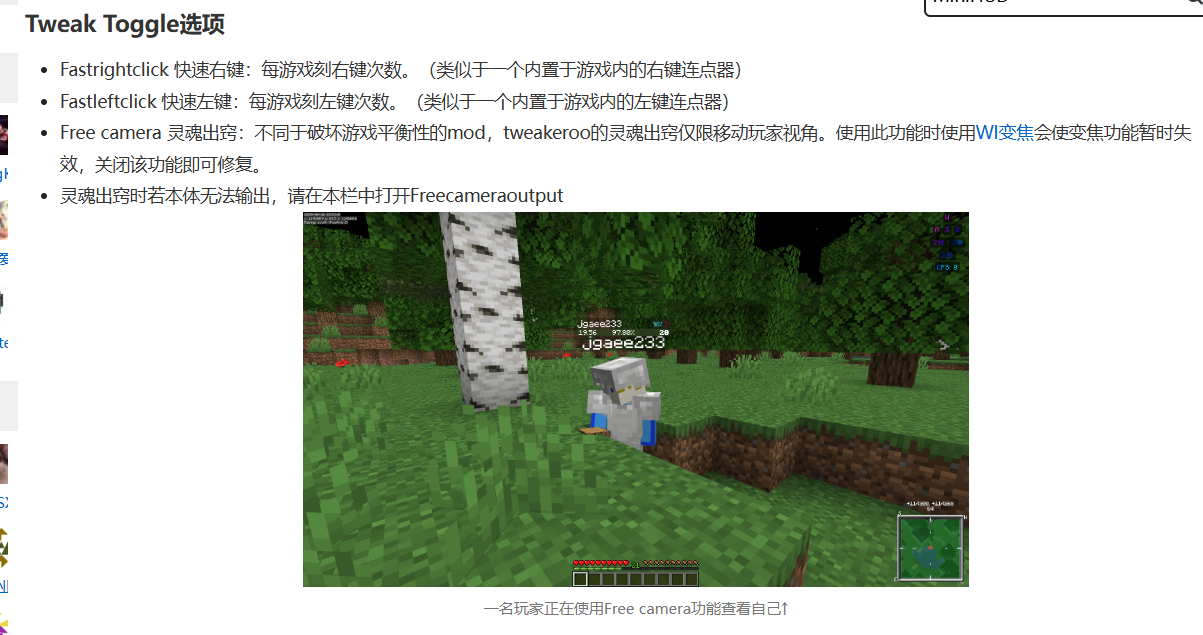 MiniHUD
Tweak Toggle选项
Fastrightclick 快速右键：每游戏刻右键次数。（类似于一个内置于游戏内的右键连点器）
Fastleftclick 快速左键：每游戏刻左键次数。（类似于一个内置于游戏内的左键连点器）
Free camera 灵魂出窍：不同于破坏游戏平衡性的mod，tweakeroo的灵魂出窍仅限移动玩家视角。使用此功能时使用WI变焦会使变焦功能暂时失
效，关闭该功能即可修复。
灵魂出窍时若本体无法输出，请在本栏中打开Freecameraoutput
jgaee233
19.56 97.80% 20
jgaee233
CPS 0
21
64
一名玩家正在使用Free camera功能查看自己↑